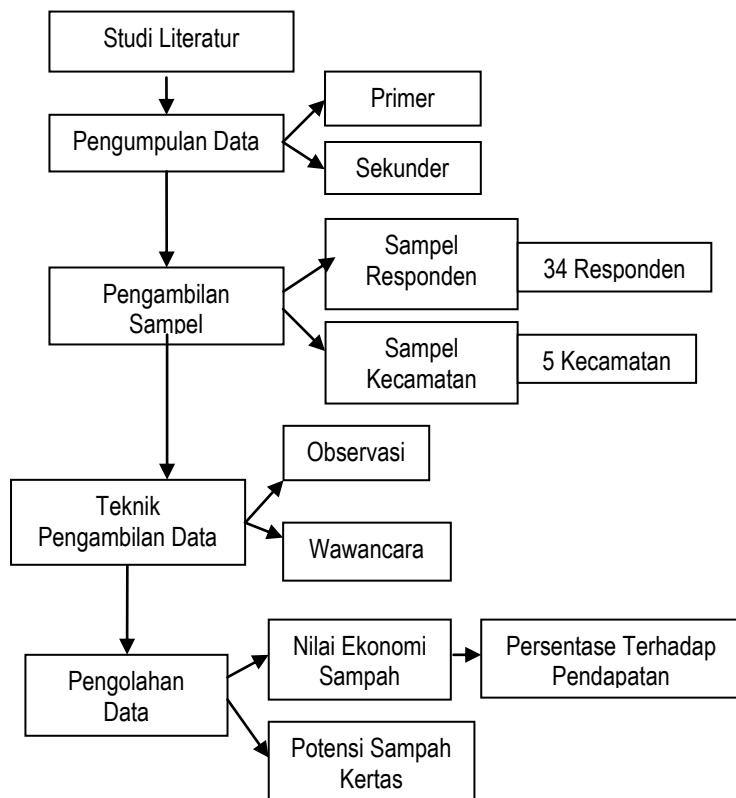 Studi Literatur
Primer
Pengumpulan Data
Sekunder
Sampel
Responden
34 Responden
Pengambilan
Sampel
Sampel
Kecamatan
5 Kecamatan
Observasi
Teknik
Pengambilan Data
Wawancara
Nilai Ekonomi
Sampah
Persentase Terhadap
Pendapatan
Pengolahan
Data
Potensi Sampah
Kertas